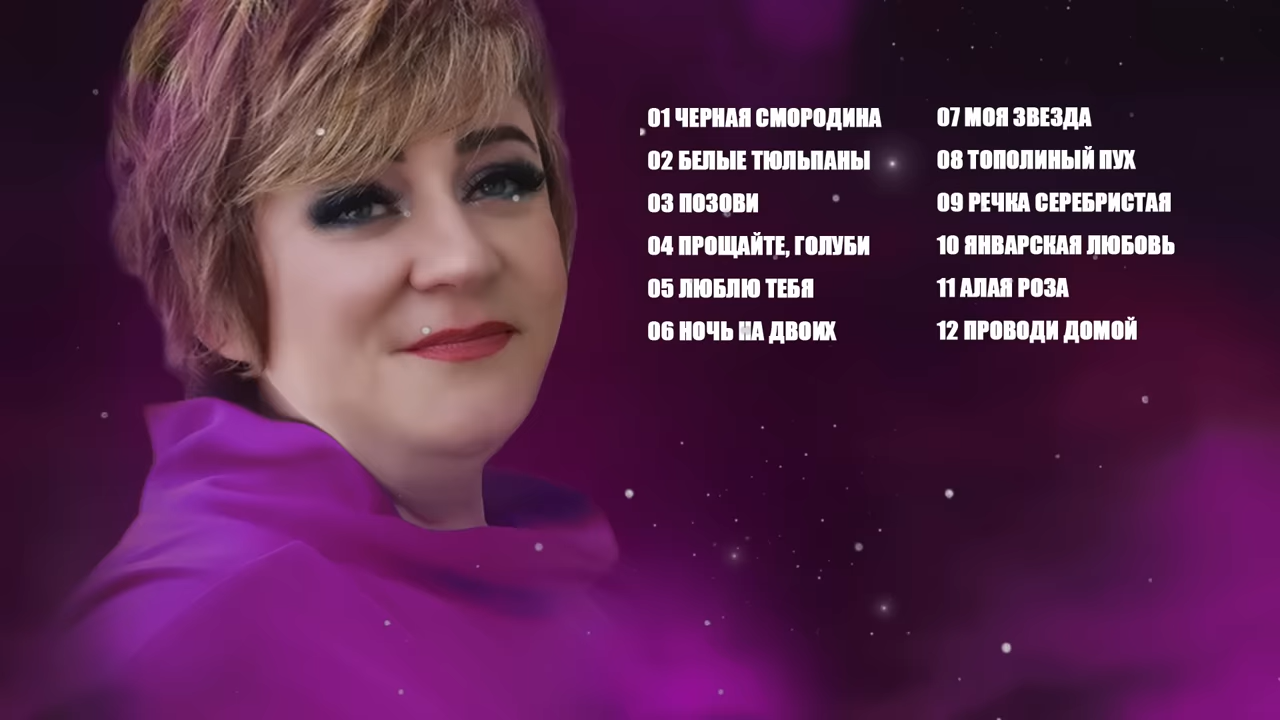 01 ЧЕРНАЯ СМОРОДИНА
02 БЕЛЫЕ ТЮЛЬПАНЫ
03 ПОЗОВИ
04 ПРОЩАЙТЕ, ГОЛУБИ
05 ЛЮБЛЮ ТЕБЯ
06 НОЧЬ НА ДВОИХ
07 МОЯ ЗВЕЗДА
08 ТОПОЛИНЫЙ ПУХ
09 РЕЧКА СЕРЕБРИСТАЯ
10 ЯНВАРСКАЯ ЛЮБОВЬ
11 АЛАЯ РОЗА
12 ПРОВОДИ ДОМОЙ